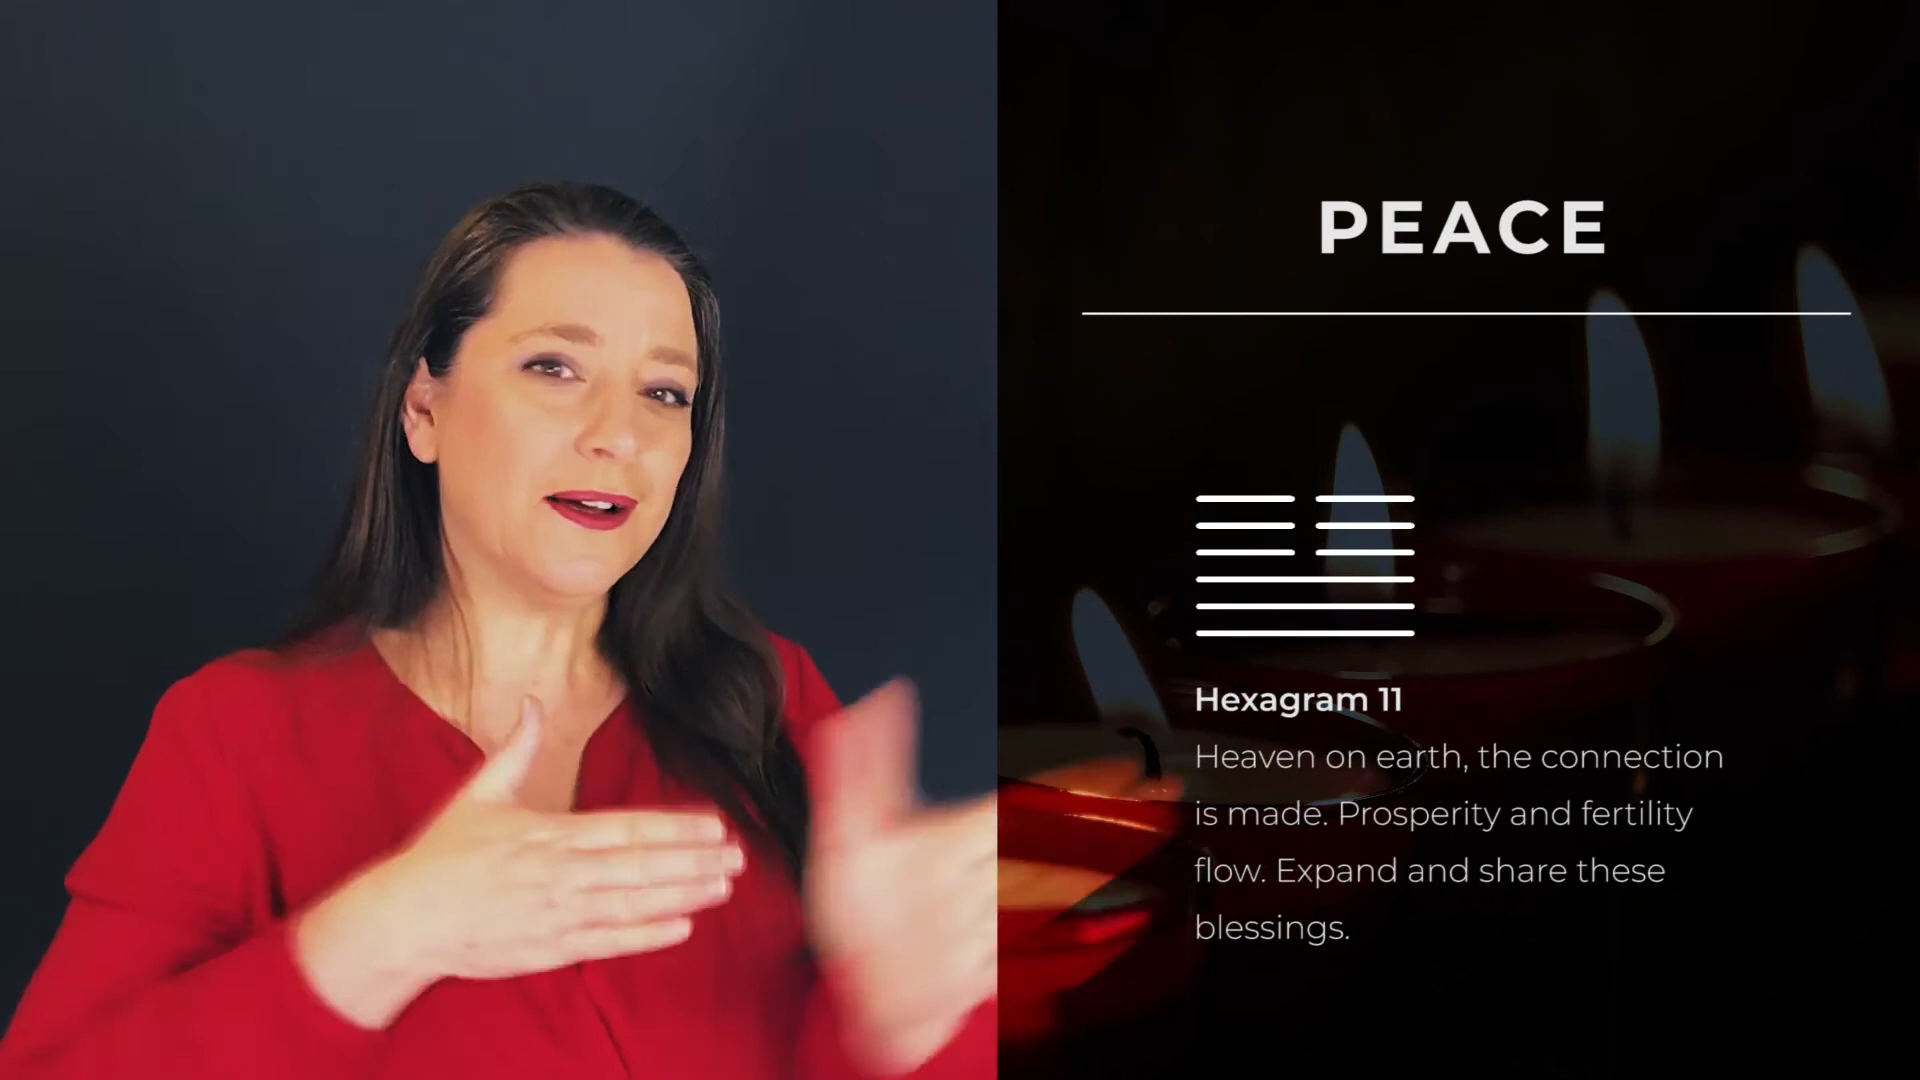 PEACE
Hexagram 11
Heaven on earth, the connection
is made. Prosperity and fertility
flow. Expand and share these
blessings.